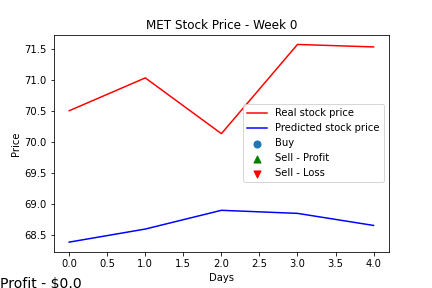 MET Stock Price - Week 0
71.5
71.0
70.5
70.0
69.5
69.0
68.5
Price
Real stock price
Predicted stock price
Buy
Sell - Profit
Sell - Loss
0.0 0.5 1.0 1.5 2.0 2.5 3.0 3.5 4.0
Days
Profit - $0.0